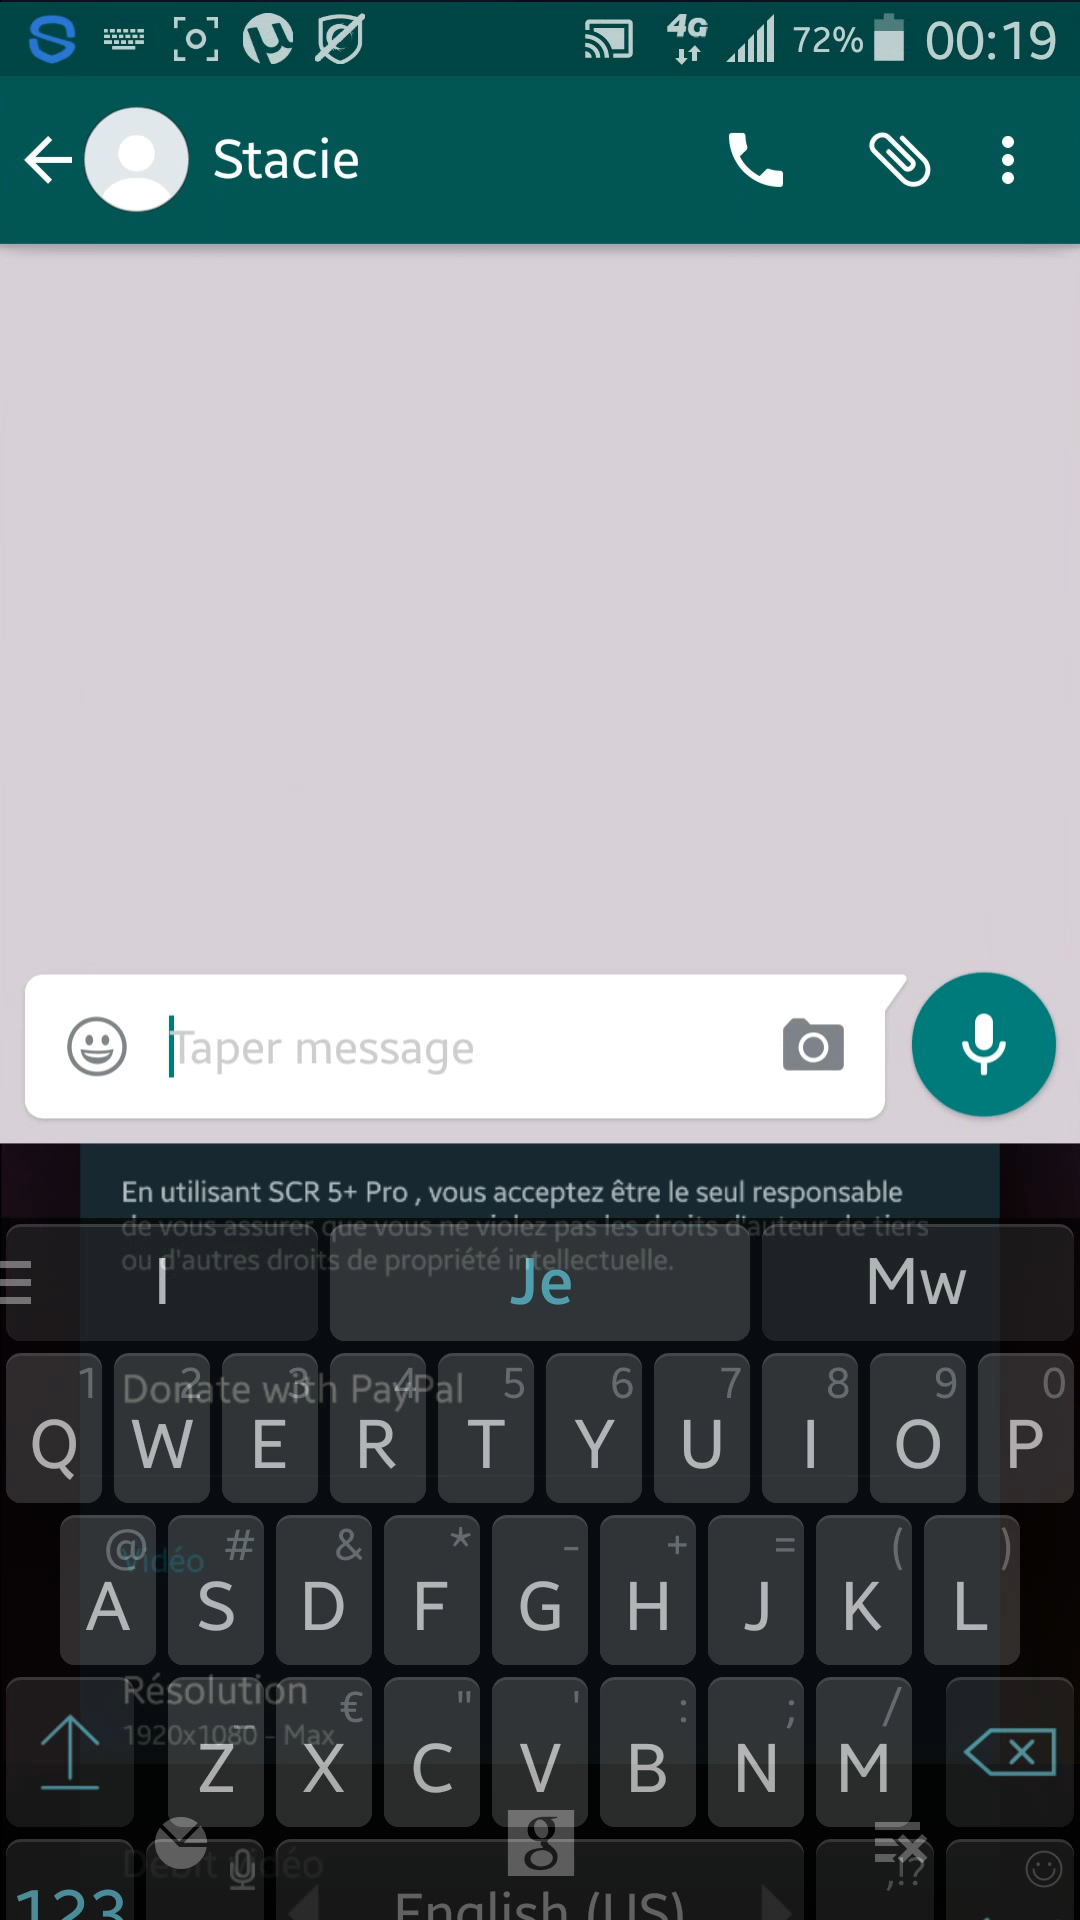 4G 72% 00:19
Stacie
Taper message
En utilisant SCR 5+ Pro , vous acceptez être le seul responsable
de vous assurer que vous ne violez pas les droits d'auteur de tiers
ou d'autres droits de propriété intellectuelle.
I Je Mw
Donate with PayPal
1 2 3 4 5 6 7 8 9 0
Q W E R T Y U I O P
Vidéo
@ # & * - + = ( )
A S D F G H J K L
Résolution
1920x1080 - Max
_ € " ' : ; /
Z X C V B N M
g
Débit vidéo
,!?
123 English (US)